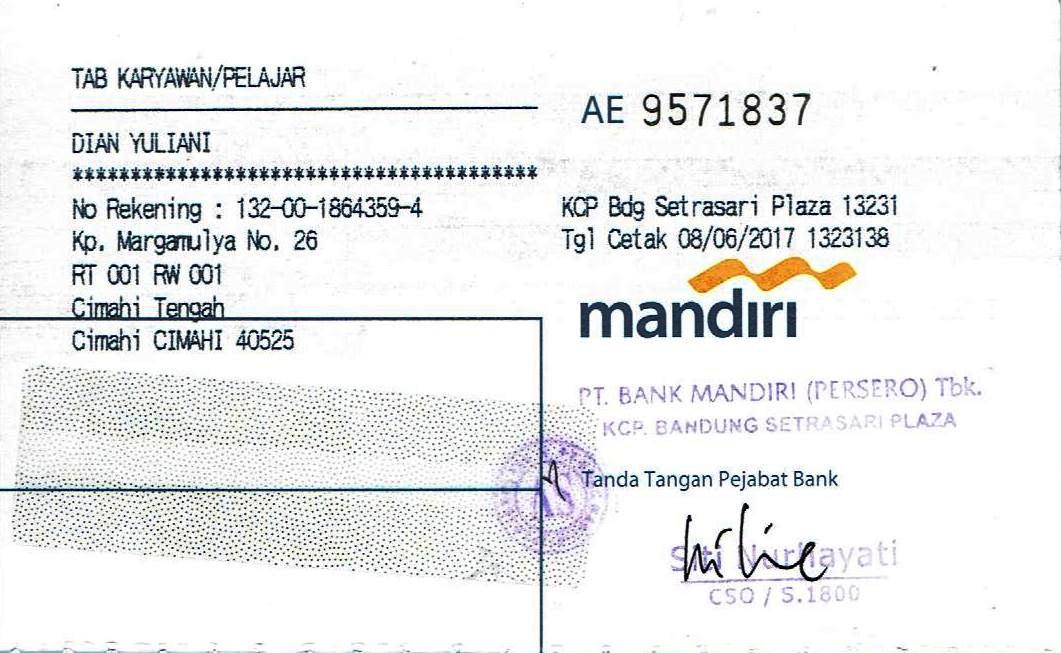 TAB KARYAWAN/PELAJAR
AE 9571837
DIAN YULIANI
****************************************
No Rekening : 132-00-1864359-4
Kp. Margamulya No. 26
RT 001 RW 001
Cimahi Tengah
Cimahi CIMAHI 40525
KCP Bdg Setrasari Plaza 13231
Tgl Cetak 08/06/2017 1323138
mandiri
PT. BANK MANDIRI (PERSERO) Tbk.
KCP. BANDUNG SETRASARI PLAZA
Tanda Tangan Pejabat Bank
Siti Nurhayati
CSO / S.1800